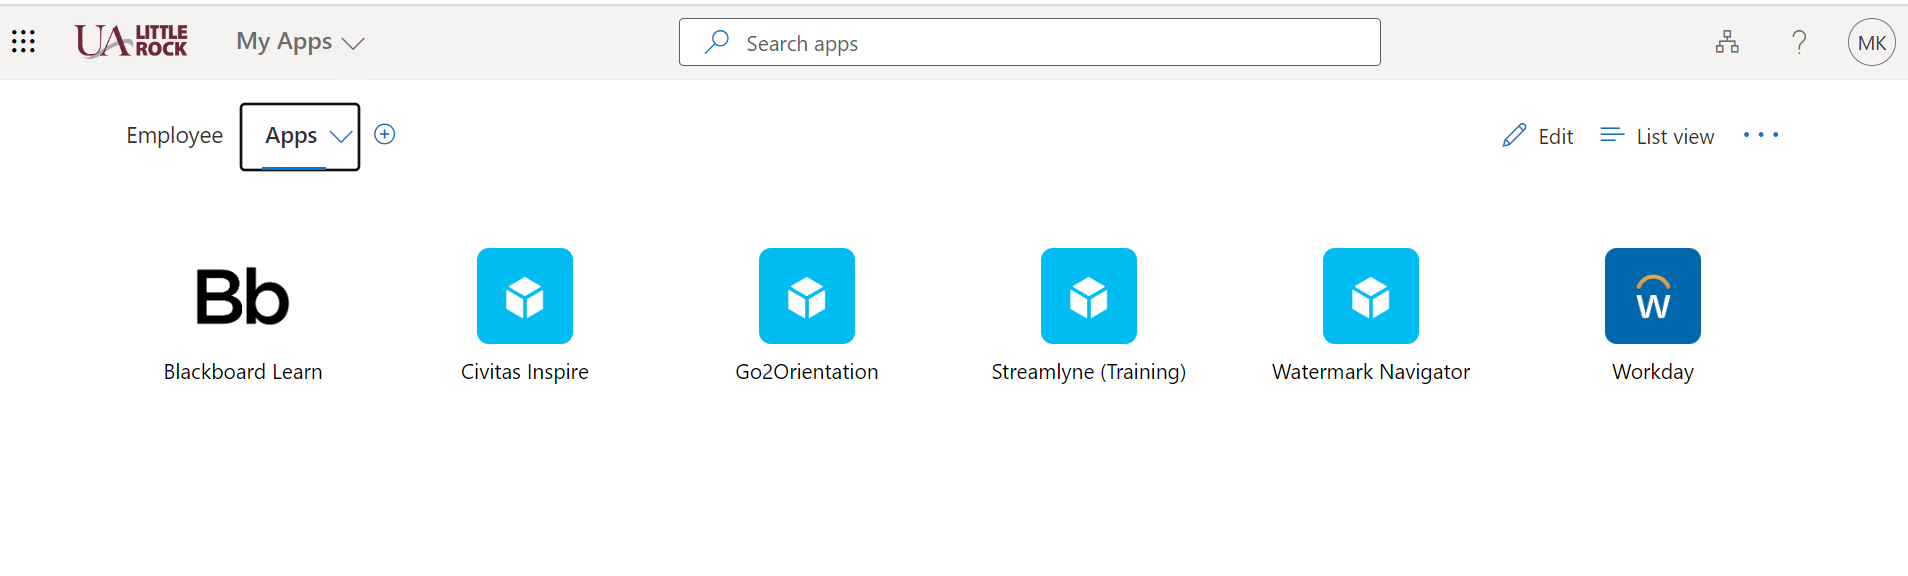 UA LITTLE ROCK
My Apps
Search apps
?
MK
Employee
Apps
Edit
List view
Bb
W
Blackboard Learn
Civitas Inspire
Go2Orientation
Streamlyne (Training)
Watermark Navigator
Workday